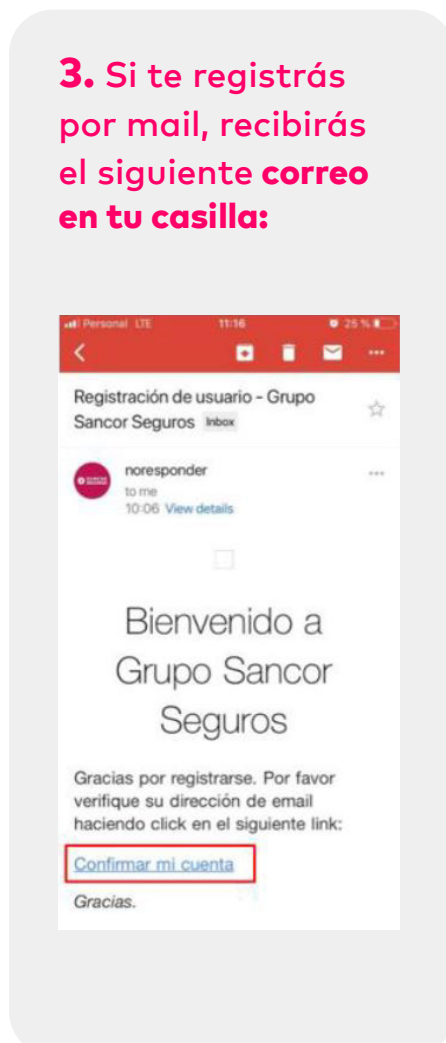 3. Si te registrás
por mail, recibirás
el siguiente correo
en tu casilla:
Personal LTE 11:16 25 %
Registración de usuario - Grupo
Sancor Seguros Inbox
noresponder
to me
10:06 View details
Bienvenido a
Grupo Sancor
Seguros
Gracias por registrarse. Por favor
verifique su dirección de email
haciendo click en el siguiente link:
Confirmar mi cuenta
Gracias.